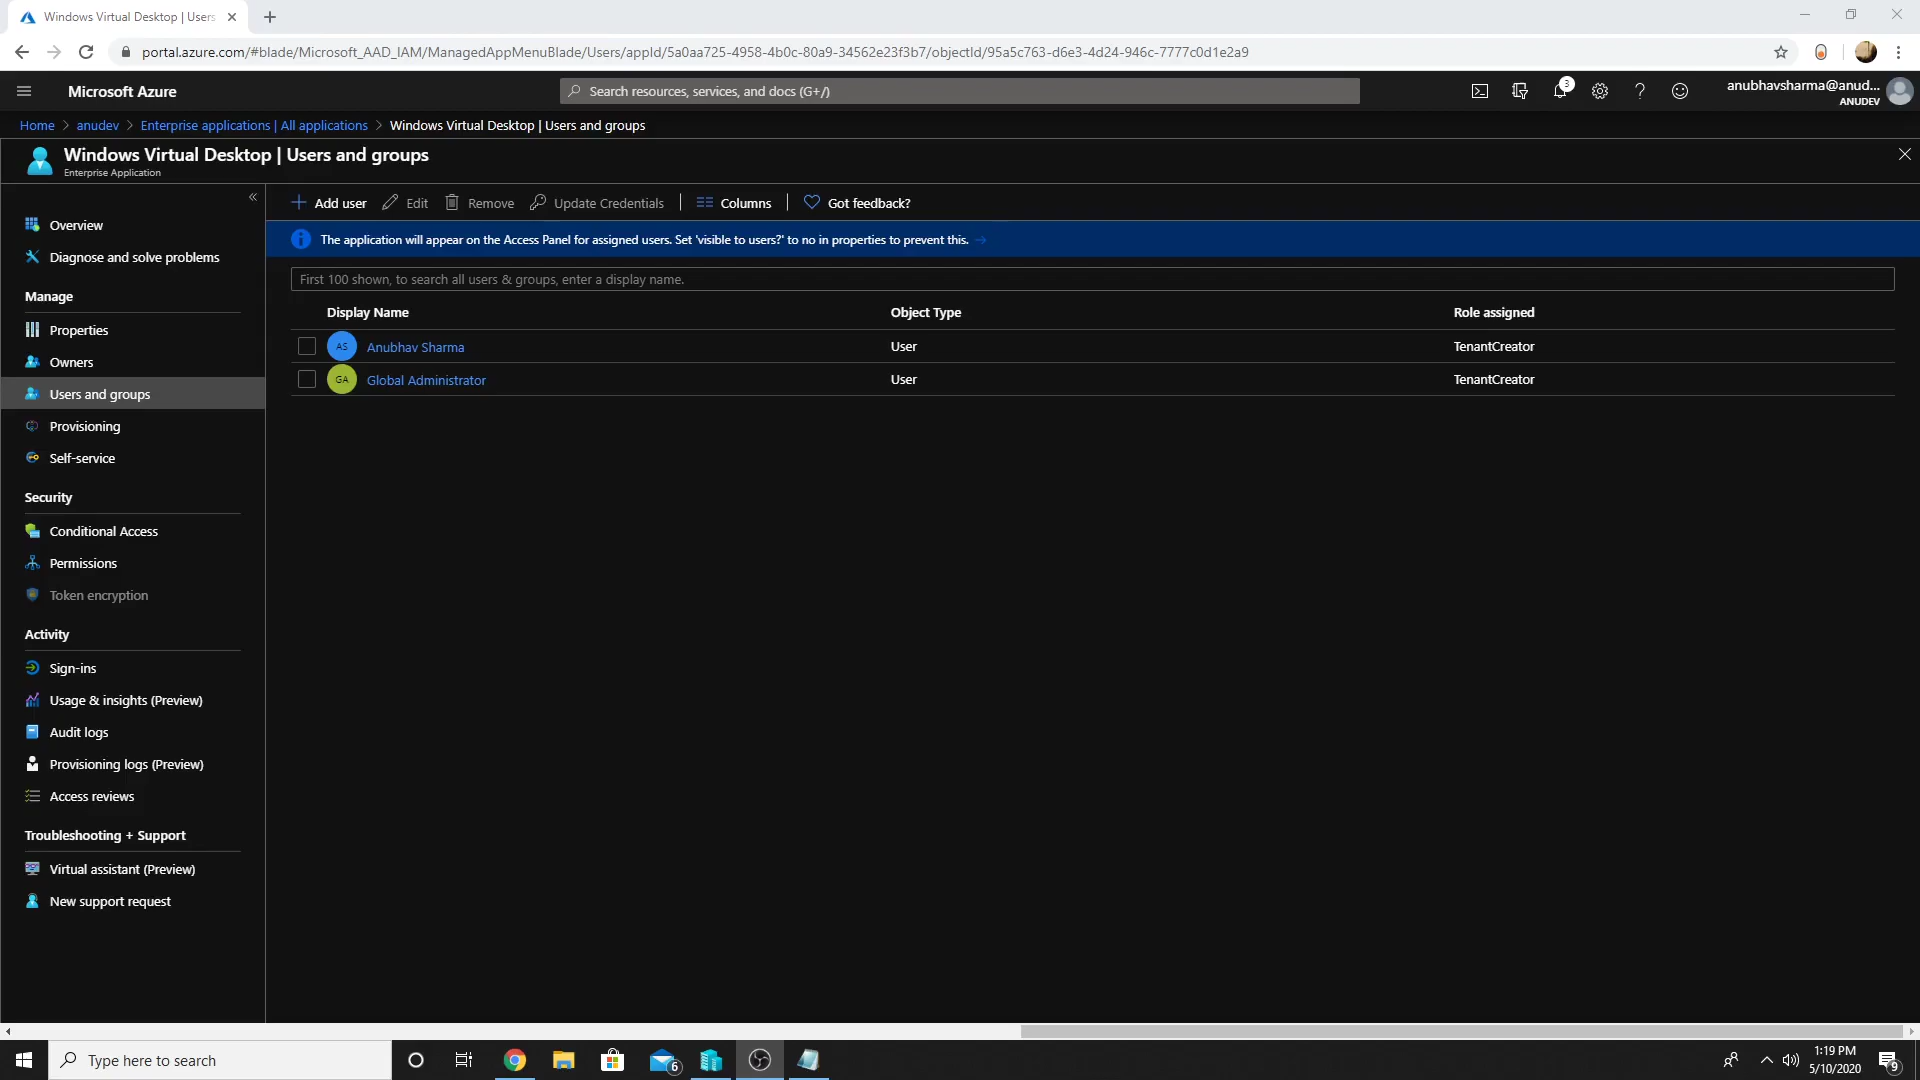 Windows Virtual Desktop | Users
portal.azure.com/#blade/Microsoft_AAD_IAM/ManagedAppMenuBlade/Users/appId/5a0aa725-4958-4b0c-80a9-34562e23f3b7/objectId/95a5c763-d6e3-4d24-946c-7777c0d1e2a9
Microsoft Azure
Search resources, services, and docs (G+/)
3
anubhavsharma@anud...
ANUDEV
Home > anudev > Enterprise applications | All applications > Windows Virtual Desktop | Users and groups
Windows Virtual Desktop | Users and groups
Enterprise Application
Overview
Diagnose and solve problems
Manage
Properties
Owners
Users and groups
Provisioning
Self-service
Security
Conditional Access
Permissions
Token encryption
Activity
Sign-ins
Usage & insights (Preview)
Audit logs
Provisioning logs (Preview)
Access reviews
Troubleshooting + Support
Virtual assistant (Preview)
New support request
Add user Edit Remove Update Credentials | Columns | Got feedback?
The application will appear on the Access Panel for assigned users. Set 'visible to users?' to no in properties to prevent this. →
First 100 shown, to search all users & groups, enter a display name.
Display Name Object Type Role assigned
AS Anubhav Sharma User TenantCreator
GA Global Administrator User TenantCreator
Type here to search
6
1:19 PM
5/10/2020
9